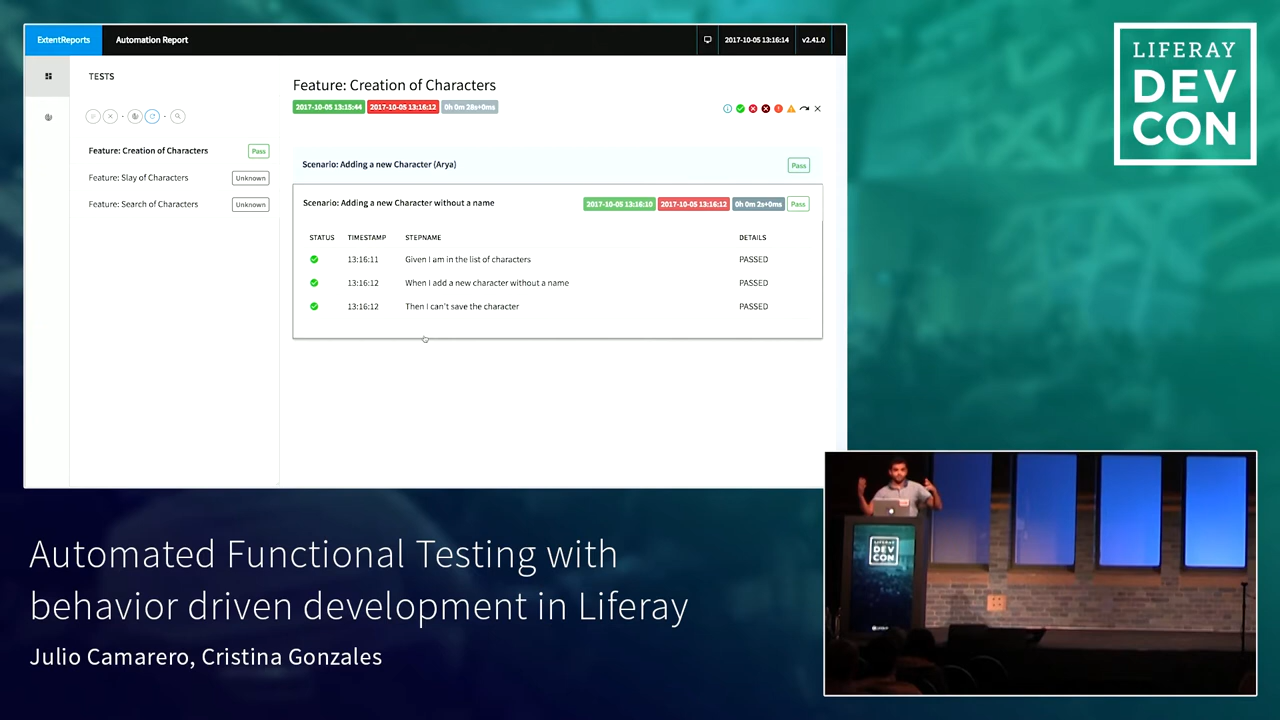 ExtentReports
Automation Report
2017-10-05 13:16:14
v2.41.0
TESTS
Feature: Creation of Characters
Pass
Feature: Slay of Characters
Unknown
Feature: Search of Characters
Unknown
Feature: Creation of Characters
2017-10-05 13:15:44
2017-10-05 13:16:12
0h 0m 28s+0ms
Scenario: Adding a new Character (Arya)
Pass
Scenario: Adding a new Character without a name
2017-10-05 13:16:10
2017-10-05 13:16:12
0h 0m 2s+0ms
Pass
STATUS TIMESTAMP STEPNAME DETAILS
13:16:11 Given I am in the list of characters PASSED
13:16:12 When I add a new character without a name PASSED
13:16:12 Then I can't save the character PASSED
LIFERAY
DEV
CON
LIFERAY
DEV
CON
Automated Functional Testing with
behavior driven development in Liferay
Julio Camarero, Cristina Gonzales